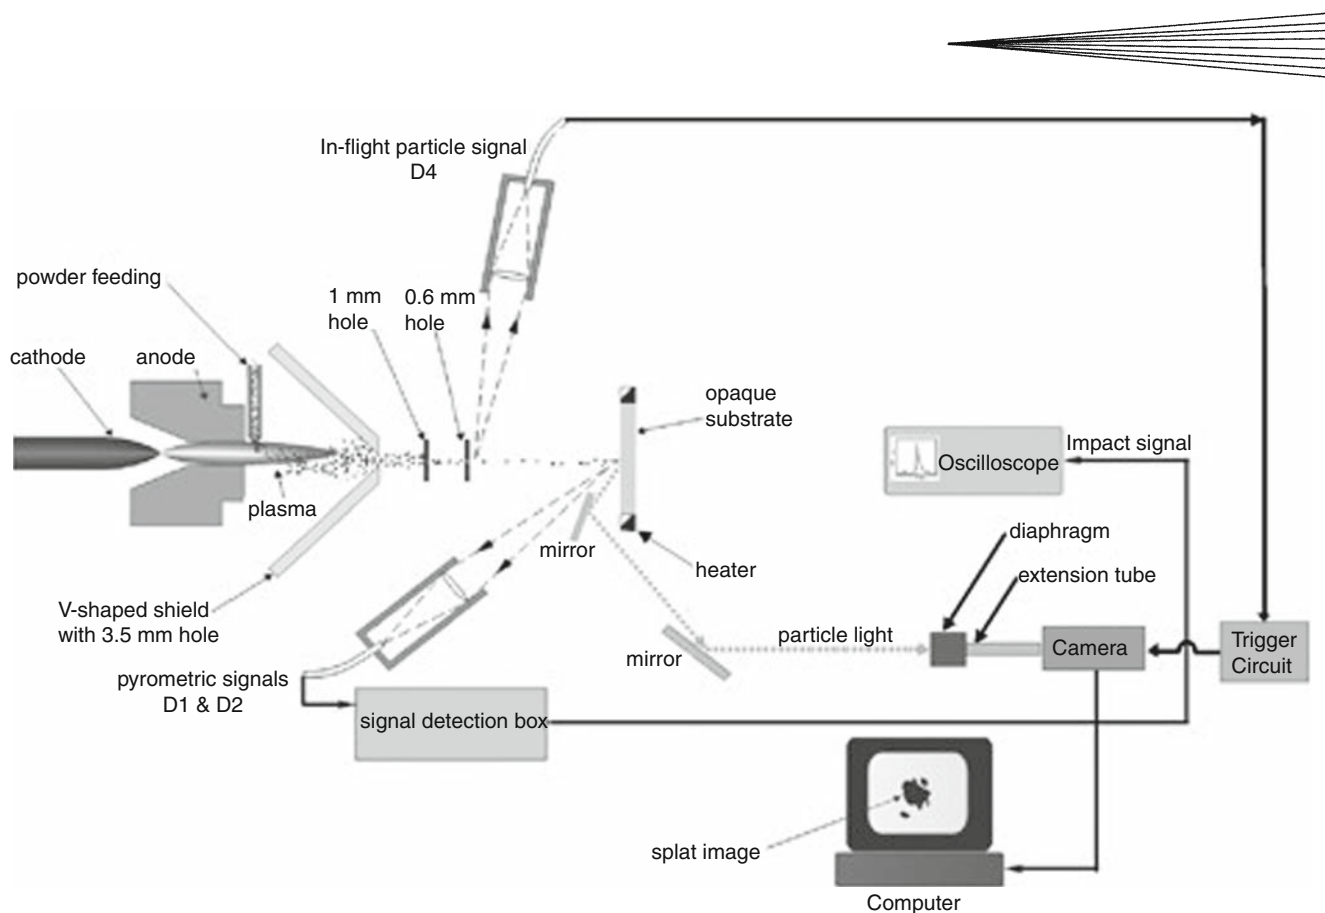 In-flight particle signal
D4
powder feeding
1 mm
hole
0.6 mm
hole
cathode
anode
opaque
substrate
Impact signal
Oscilloscope
plasma
diaphragm
mirror
heater
extension tube
V-shaped shield
with 3.5 mm hole
particle light
Camera
Trigger
Circuit
mirror
pyrometric signals
D1 & D2
signal detection box
splat image
Computer